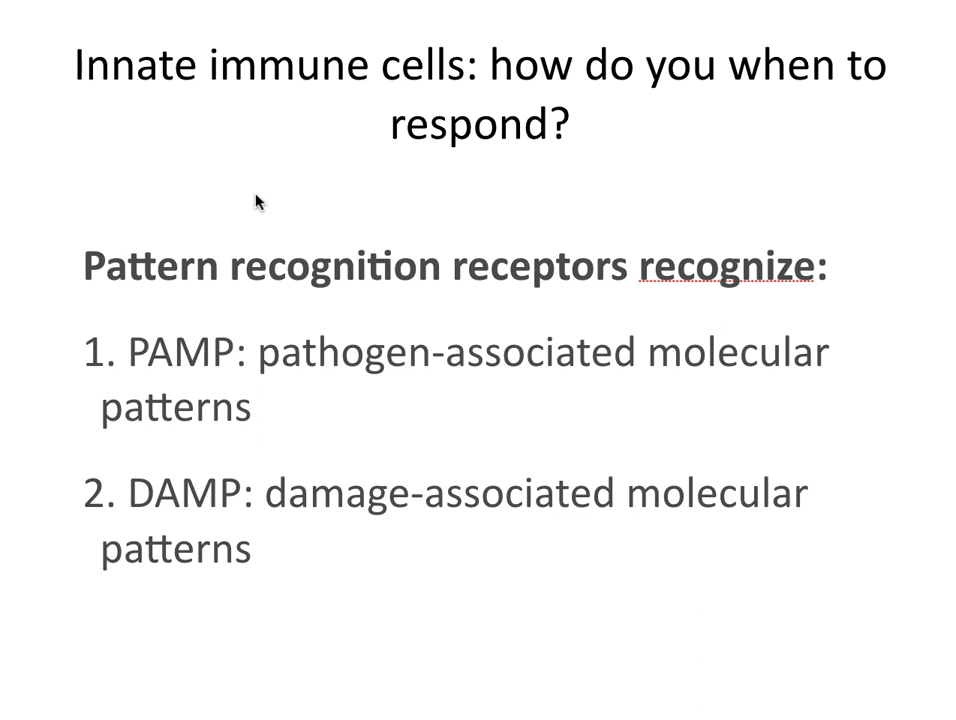 Innate immune cells: how do you when to
respond?
Pattern recognition receptors recognize:
1. PAMP: pathogen-associated molecular
patterns
2. DAMP: damage-associated molecular
patterns